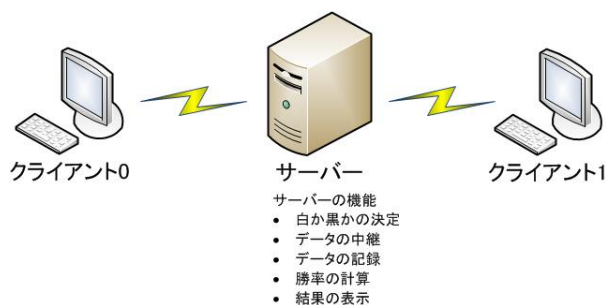 クライアント0
サーバー
クライアント1
サーバーの機能
• 白か黒かの決定
• データの中継
• データの記録
• 勝率の計算
• 結果の表示